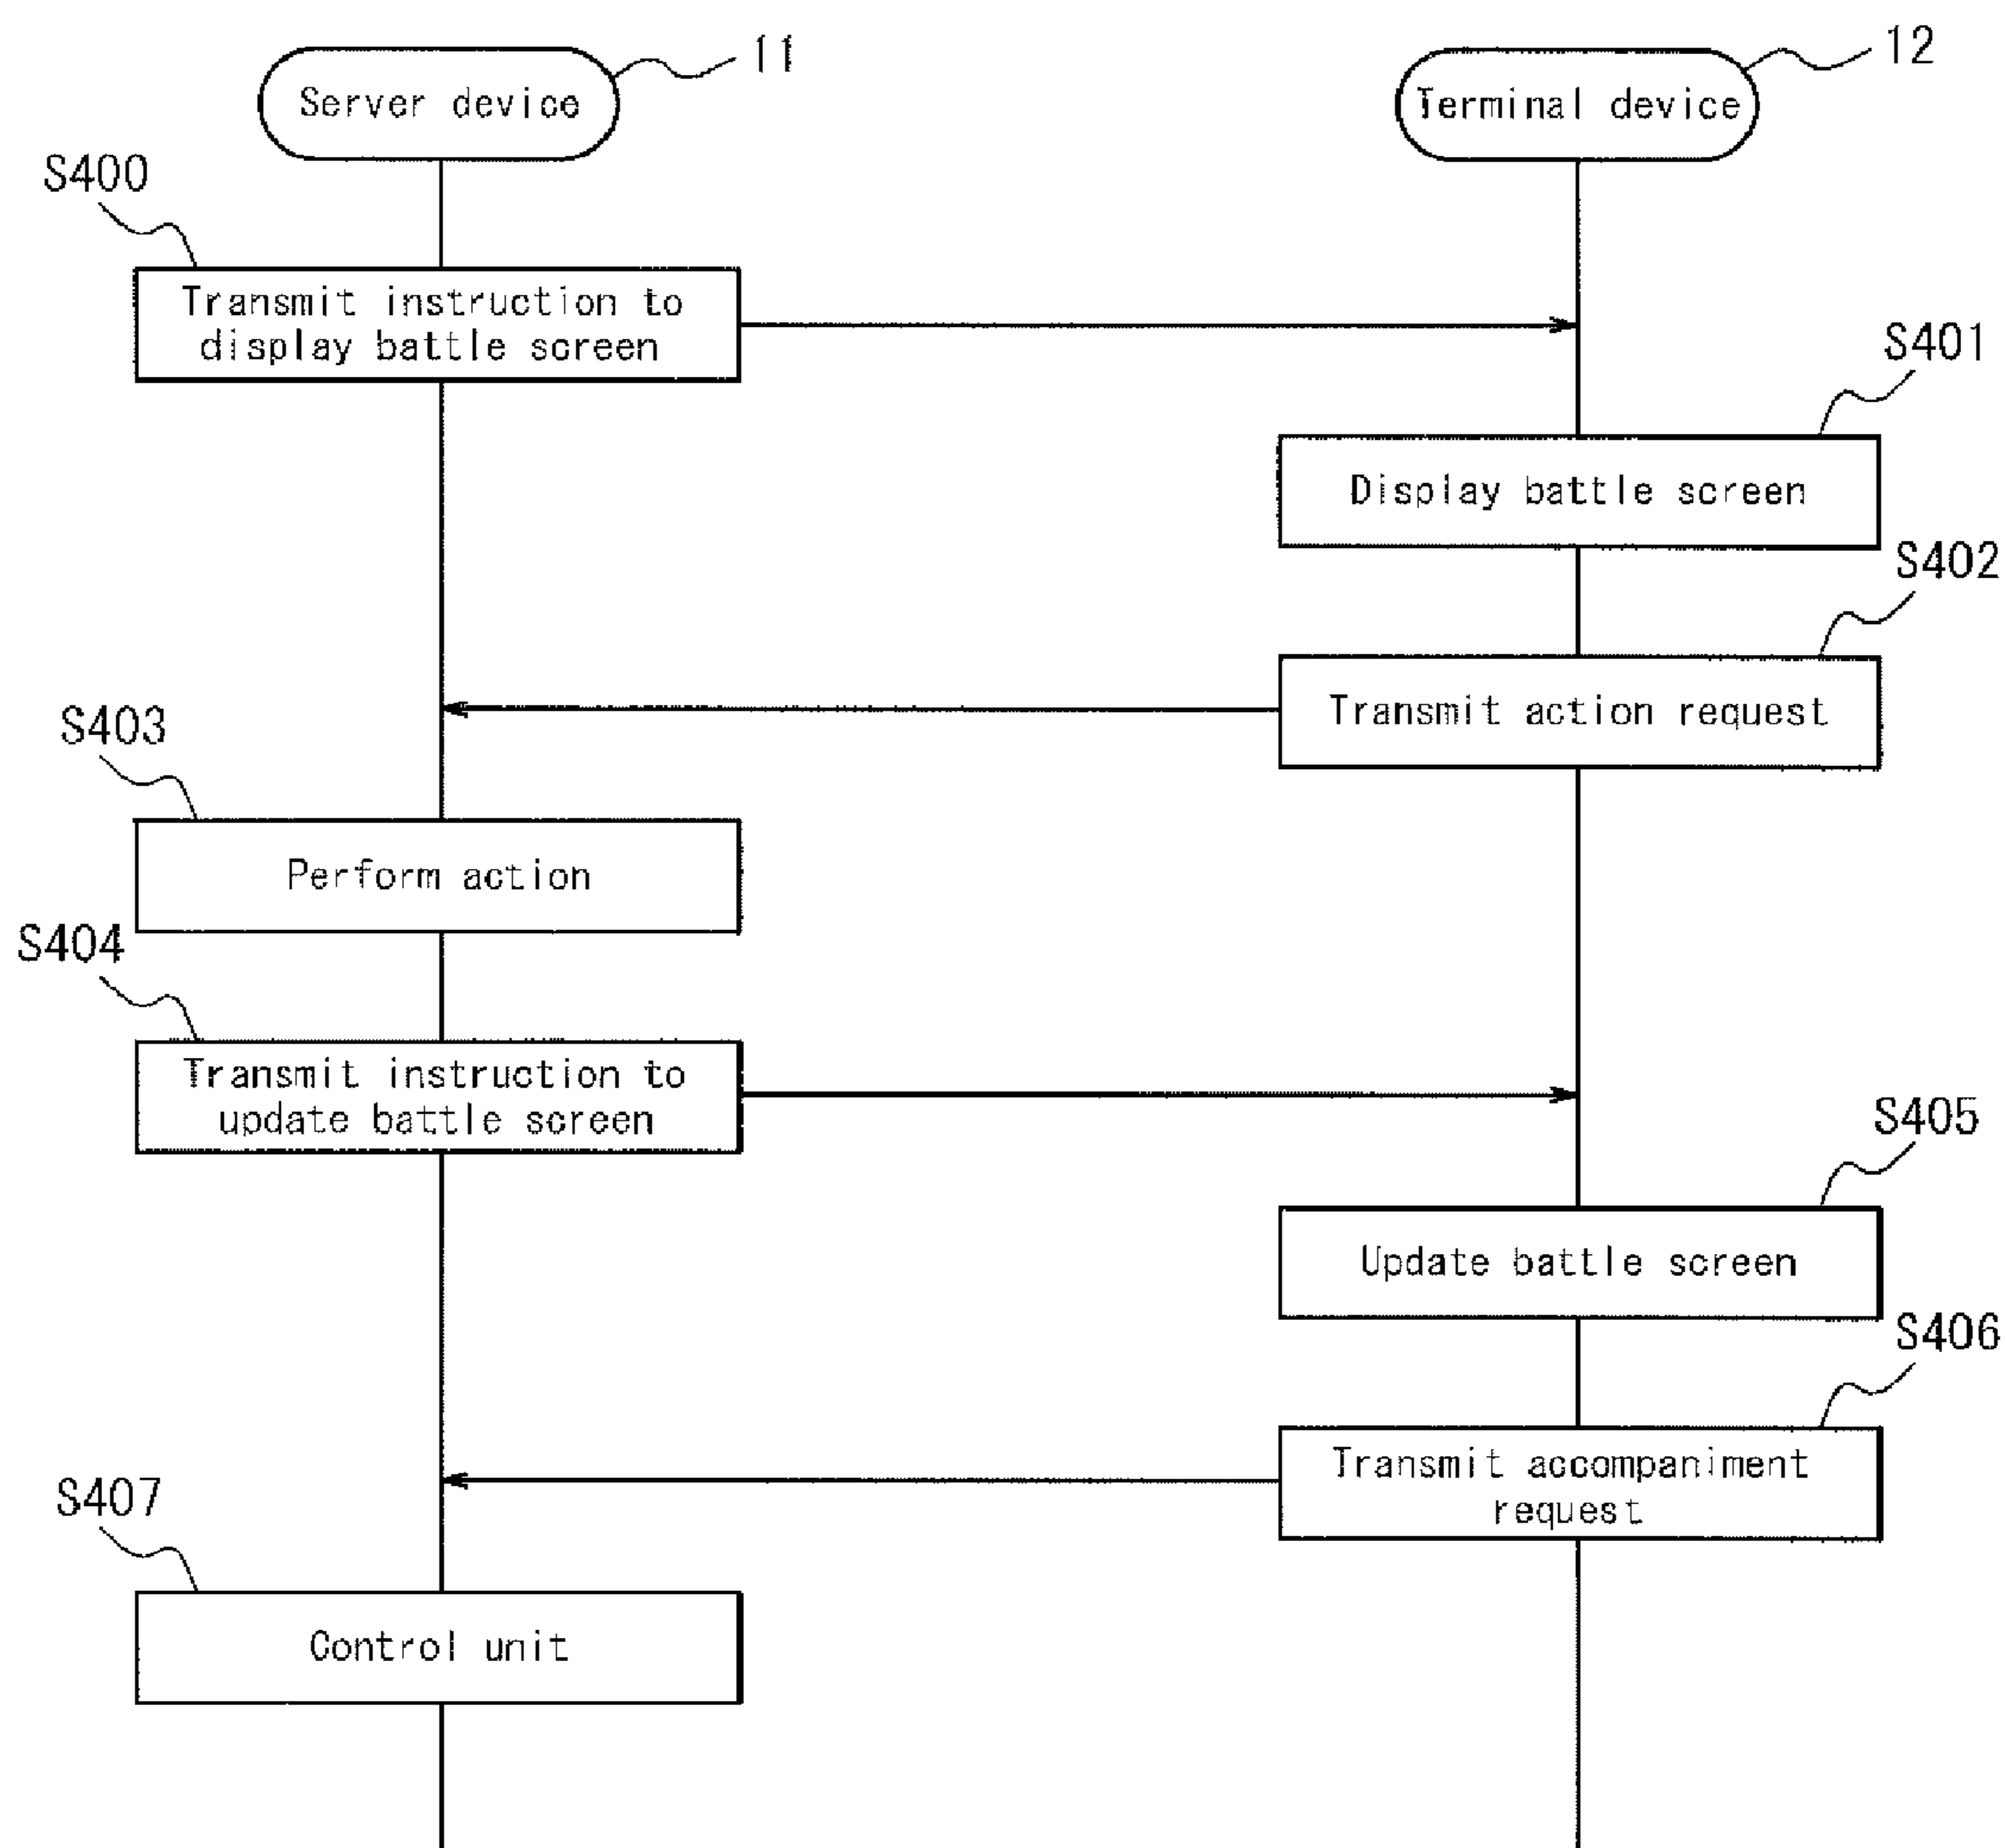 11
12
Server device
Terminal device
S400
Transmit instruction to
display battle screen
S401
Display battle screen
S402
Transmit action request
S403
Perform action
S404
Transmit instruction to
update battle screen
S405
Update battle screen
S406
Transmit accompaniment
request
S407
Control unit